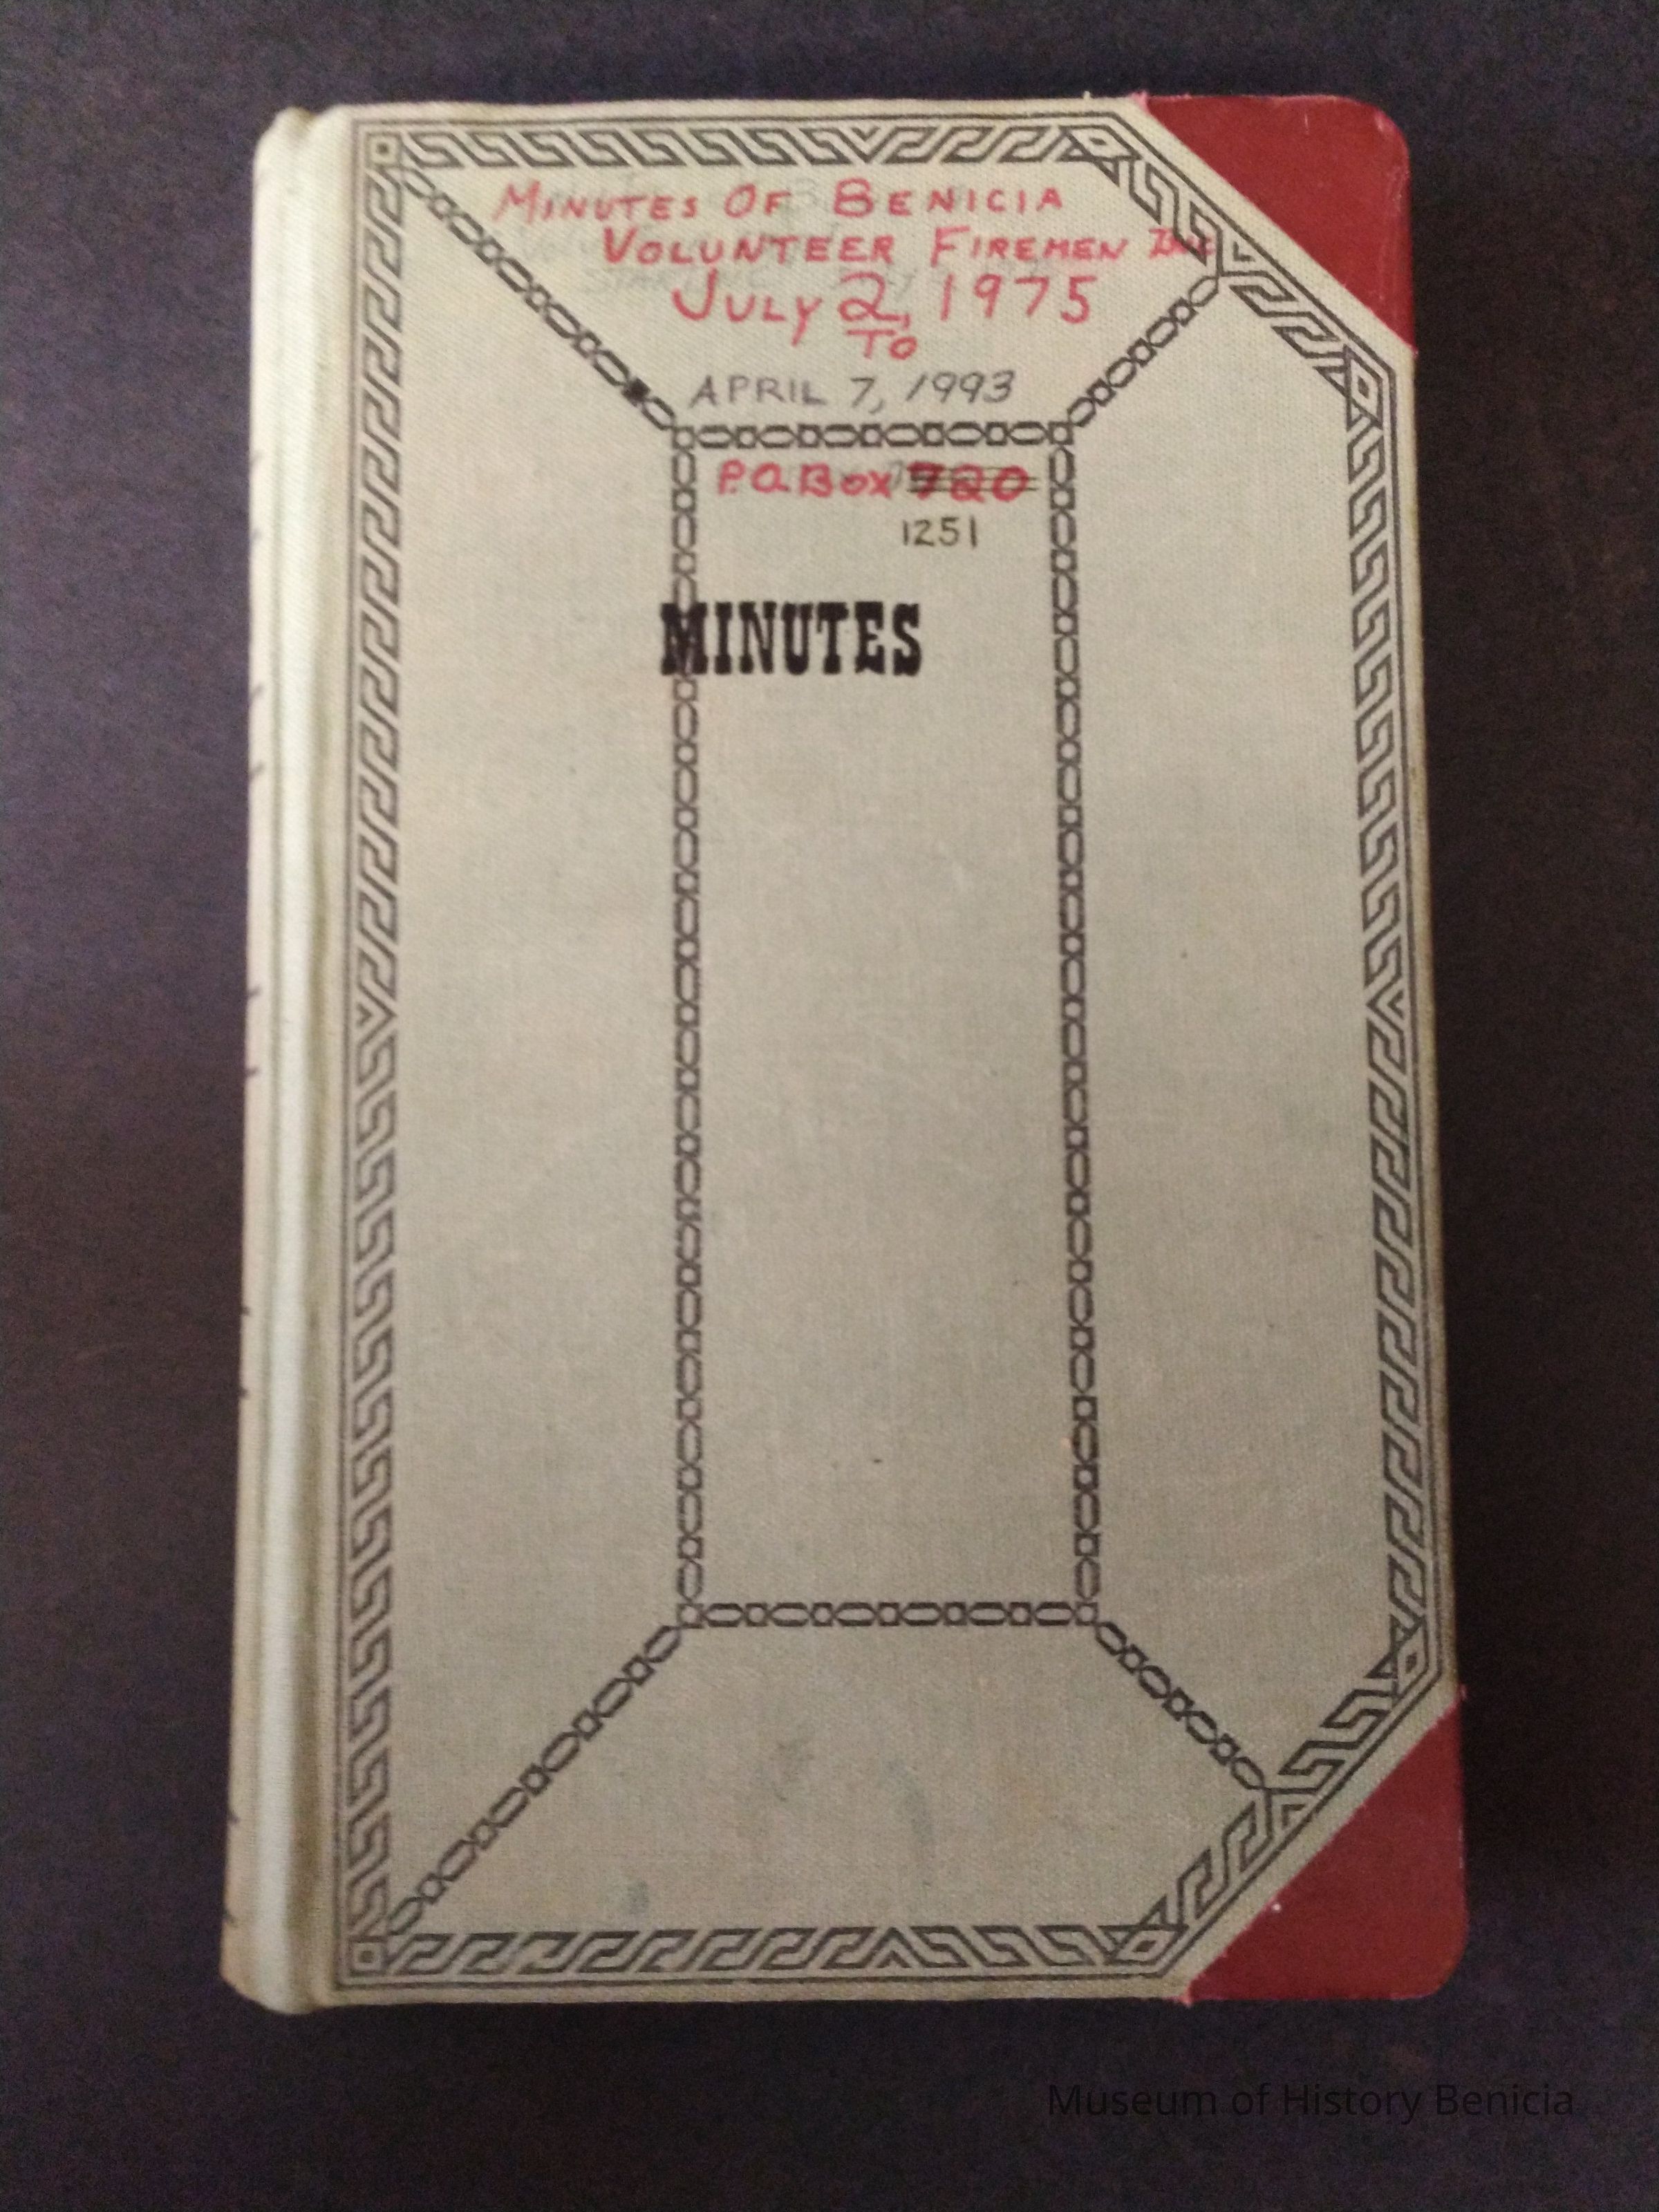 MINUTES OF BENICIA
VOLUNTEER FIREMEN Inc
JULY 2, 1975
TO
APRIL 7, 1993
P.O. Box 720
1251
MINUTES
Museum of History Benicia